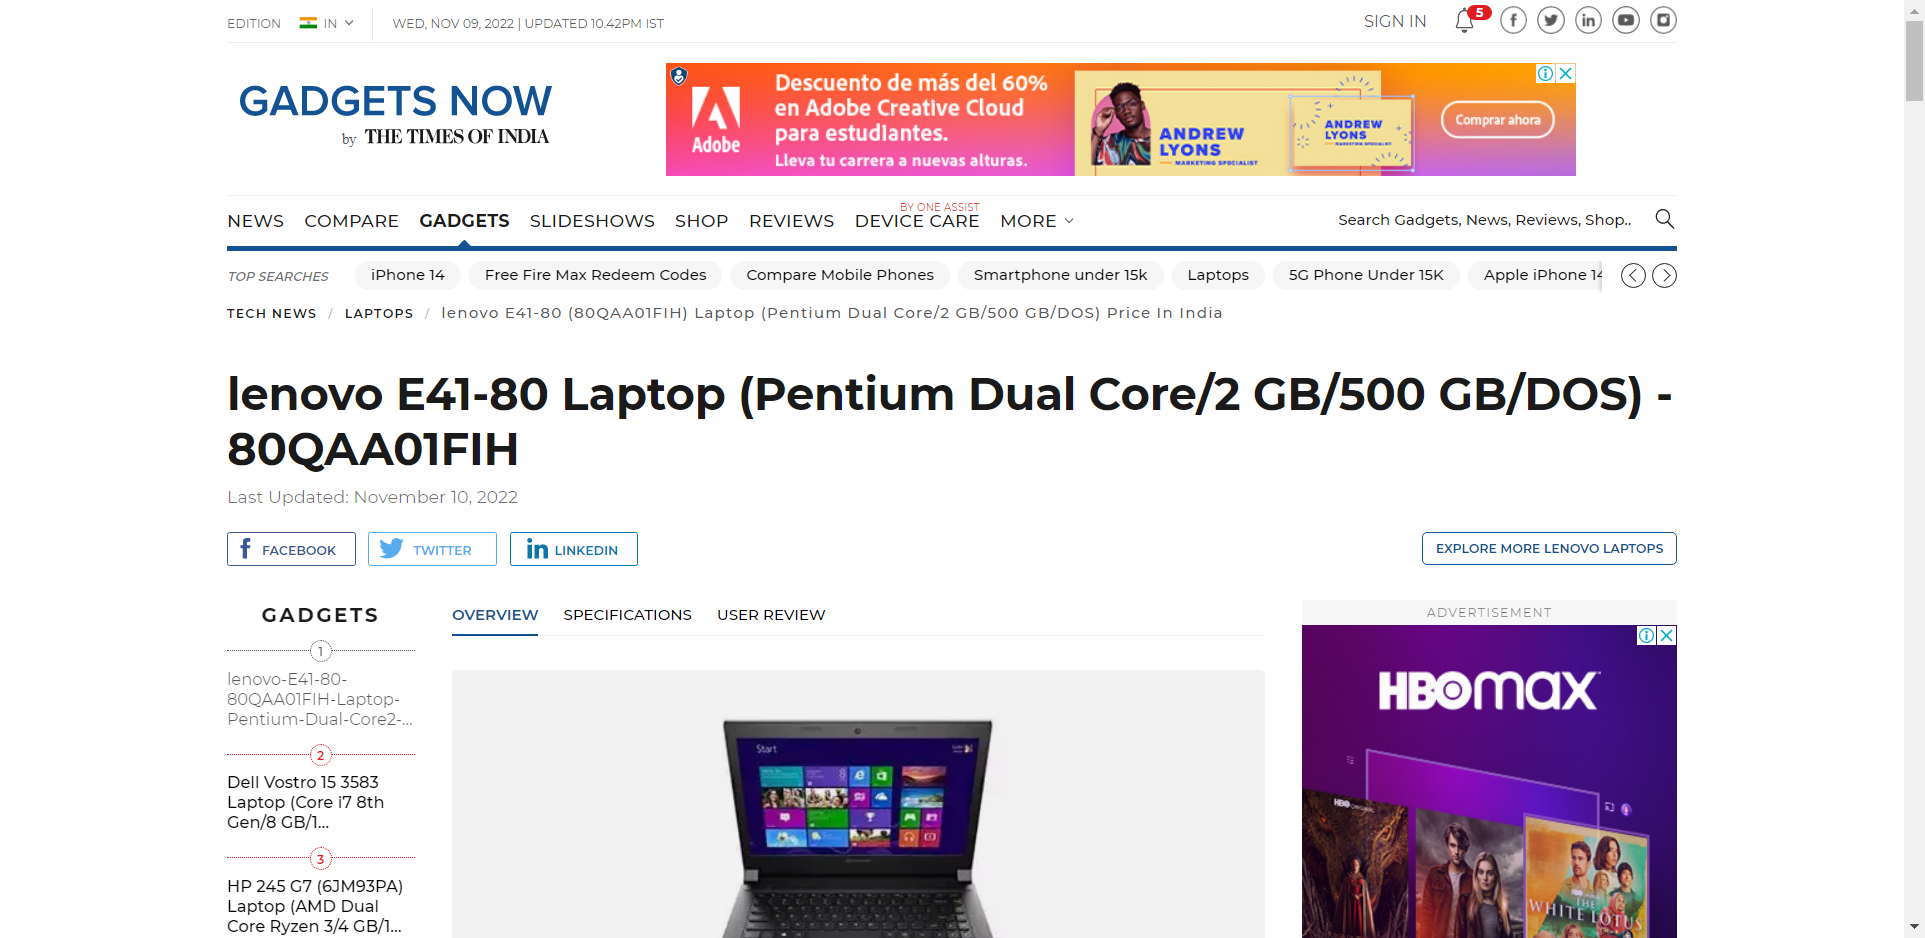 EDITION IN WED, NOV 09, 2022 | UPDATED 10.42PM IST SIGN IN 5
GADGETS NOW
by THE TIMES OF INDIA
Adobe
Descuento de más del 60%
en Adobe Creative Cloud
para estudiantes.
Lleva tu carrera a nuevas alturas.
ANDREW
LYONS
MARKETING SPECIALIST
ANDREW
LYONS
MARKETING SPECIALIST
Comprar ahora
BY ONE ASSIST
NEWS COMPARE GADGETS SLIDESHOWS SHOP REVIEWS DEVICE CARE MORE Search Gadgets, News, Reviews, Shop..
TOP SEARCHES iPhone 14 Free Fire Max Redeem Codes Compare Mobile Phones Smartphone under 15k Laptops 5G Phone Under 15K Apple iPhone 14
TECH NEWS / LAPTOPS / lenovo E41-80 (80QAA01FIH) Laptop (Pentium Dual Core/2 GB/500 GB/DOS) Price In India
lenovo E41-80 Laptop (Pentium Dual Core/2 GB/500 GB/DOS) -
80QAA01FIH
Last Updated: November 10, 2022
FACEBOOK TWITTER LINKEDIN EXPLORE MORE LENOVO LAPTOPS
GADGETS
1
lenovo-E41-80-
80QAA01FIH-Laptop-
Pentium-Dual-Core2-...
2
Dell Vostro 15 3583
Laptop (Core i7 8th
Gen/8 GB/1...
3
HP 245 G7 (6JM93PA)
Laptop (AMD Dual
Core Ryzen 3/4 GB/1...
OVERVIEW SPECIFICATIONS USER REVIEW
Start
ADVERTISEMENT
HBOMAX
HBO ORIGINAL
THE
WHITE LOTUS